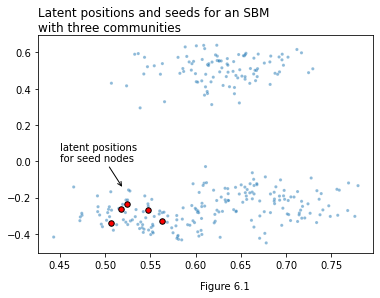 Latent positions and seeds for an SBM
with three communities
0.6
0.4
0.2
0.0
−0.2
−0.4
latent positions
for seed nodes
0.45
0.50
0.55
0.60
0.65
0.70
0.75
Figure 6.1